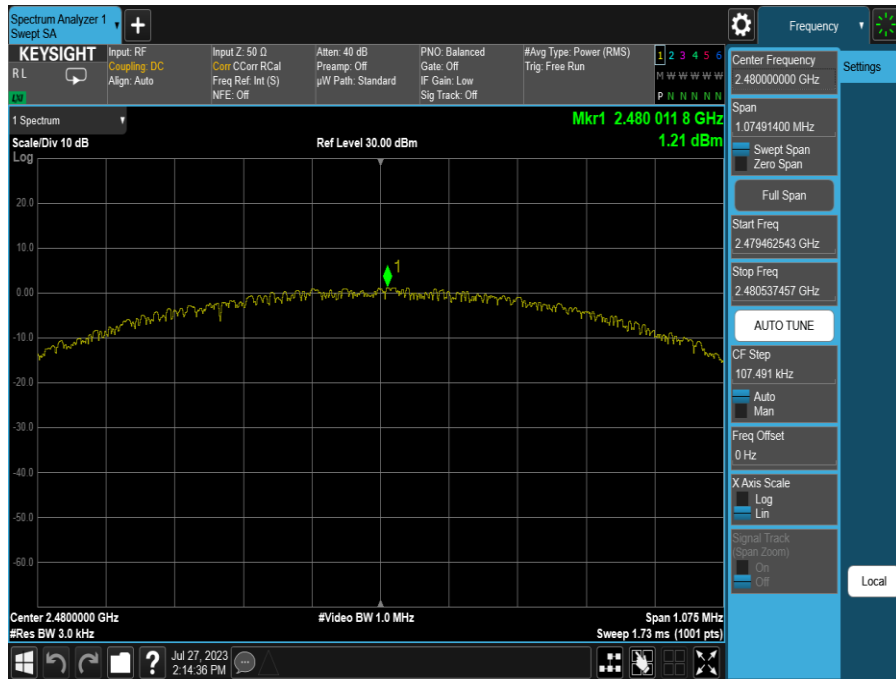 Spectrum Analyzer 1
Swept SA
+
Frequency
KEYSIGHT
R L
LXI
Input: RF
Coupling: DC
Align: Auto
Input Z: 50 Ω
Corr CCorr RCal
Freq Ref: Int (S)
NFE: Off
Atten: 40 dB
Preamp: Off
µW Path: Standard
PNO: Balanced
Gate: Off
IF Gain: Low
Sig Track: Off
#Avg Type: Power (RMS)
Trig: Free Run
1 2 3 4 5 6
M W W W W W
P N N N N N
1 Spectrum
Scale/Div 10 dB
Log
Ref Level 30.00 dBm
Mkr1 2.480 011 8 GHz
1.21 dBm
1
20.0
10.0
0.00
-10.0
-20.0
-30.0
-40.0
-50.0
-60.0
Center 2.4800000 GHz
#Res BW 3.0 kHz
#Video BW 1.0 MHz
Span 1.075 MHz
Sweep 1.73 ms (1001 pts)
Center Frequency
2.480000000 GHz
Settings
Span
1.07491400 MHz
Swept Span
Zero Span
Full Span
Start Freq
2.479462543 GHz
Stop Freq
2.480537457 GHz
AUTO TUNE
CF Step
107.491 kHz
Auto
Man
Freq Offset
0 Hz
X Axis Scale
Log
Lin
Signal Track
(Span Zoom)
On
Off
Local
?
Jul 27, 2023
2:14:36 PM